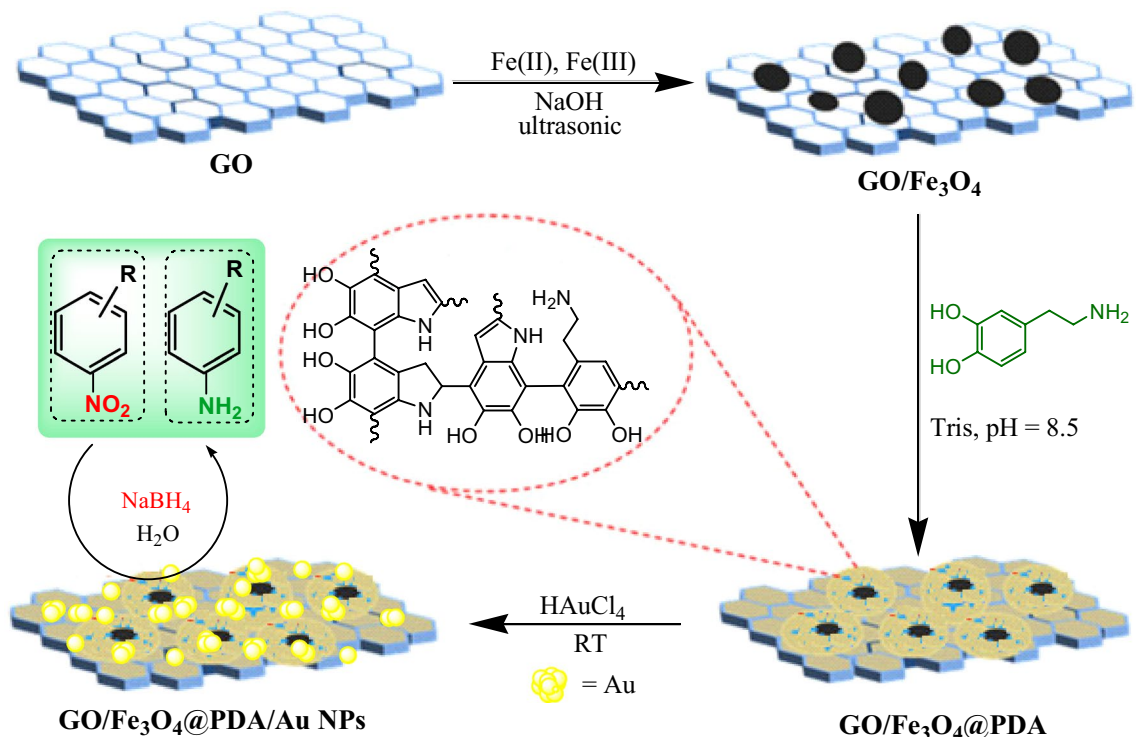 GO
Fe(II), Fe(III)
NaOH
ultrasonic
GO/Fe₃O₄
HO
HO
NH₂
Tris, pH = 8.5
R
NO₂
R
NH₂
NaBH₄
H₂O
HO
HO
N
H
HO
HO
N
H
NH
H₂N
HO
OH
HO
OH
HAuCl₄
RT
= Au
GO/Fe₃O₄@PDA/Au NPs
GO/Fe₃O₄@PDA